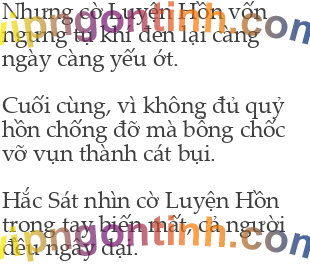 Nhưng cờ Luyện Hồn vốn
ngưng tụ khí đen lại càng
ngày càng yếu ớt.
Cuối cùng, vì không đủ quỷ
hồn chống đỡ mà bỗng chốc
vỡ vụn thành cát bụi.
Hắc Sát nhìn cờ Luyện Hồn
trong tay biến mất, cả người
đều ngây dại.